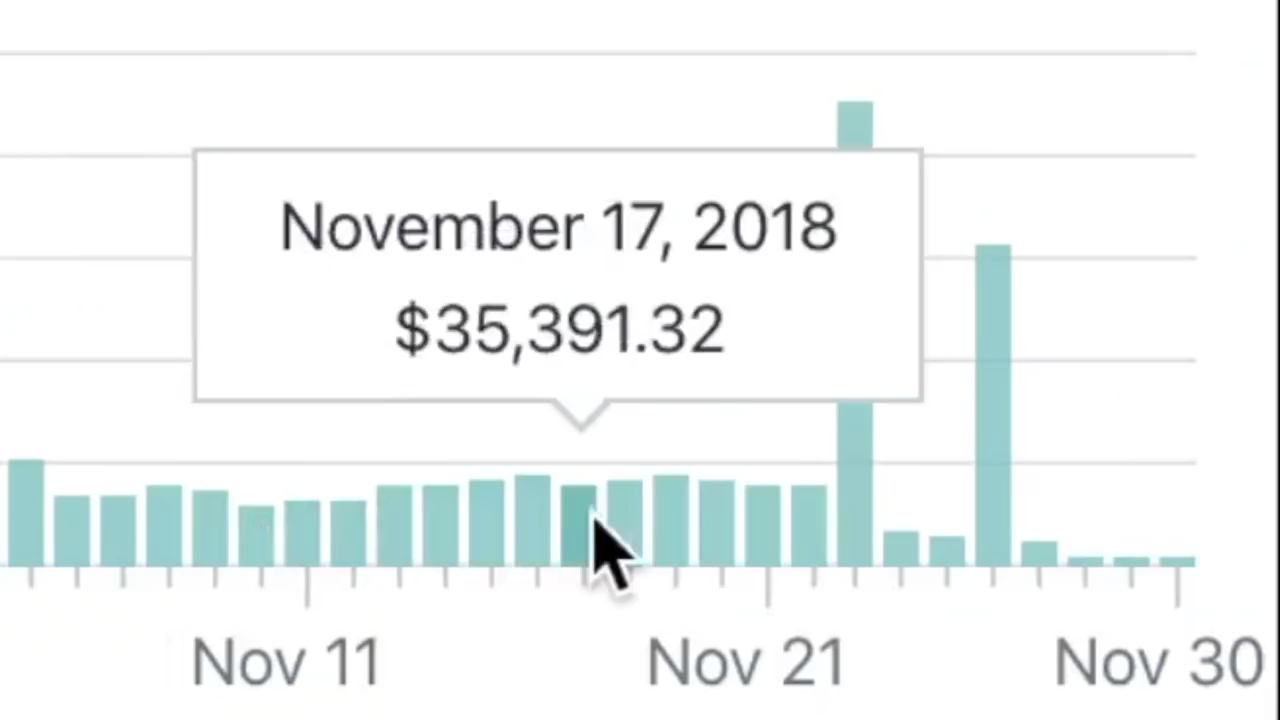 November 17, 2018
$35,391.32
Nov 11
Nov 21
Nov 30